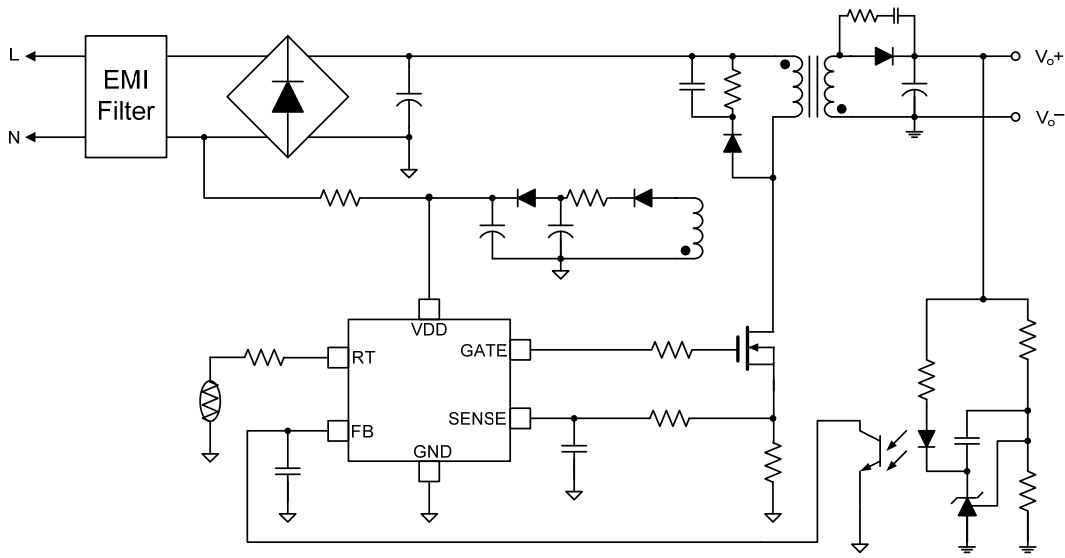 L
EMI
Filter
N
Vo+
Vo−
VDD
RT
GATE
FB
SENSE
GND